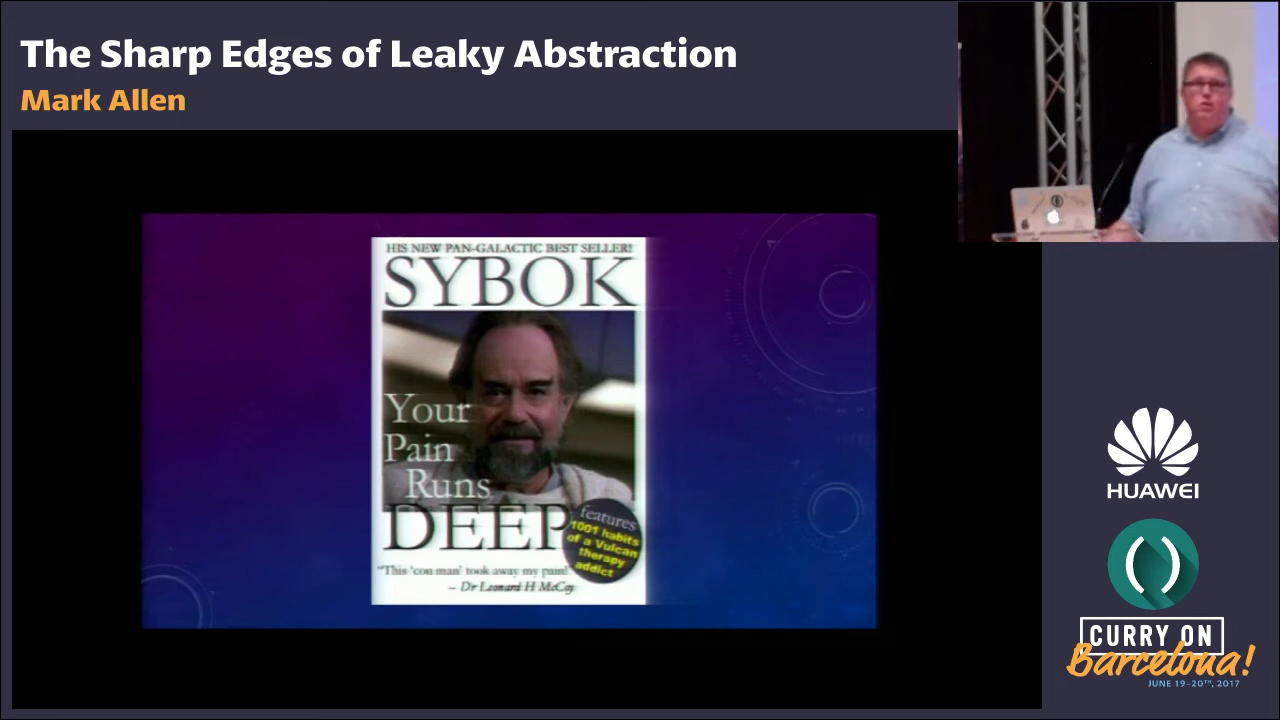 The Sharp Edges of Leaky Abstraction
Mark Allen
HIS NEW PAN-GALACTIC BEST SELLER!
SYBOK
Your
Pain
Runs
DEEP
features
1001 habits
of a Vulcan
therapy
addict
"This 'con man' took away my pain!"
– Dr Leonard H McCoy
HUAWEI
CURRY ON
Barcelona!
JUNE 19-20TH, 2017